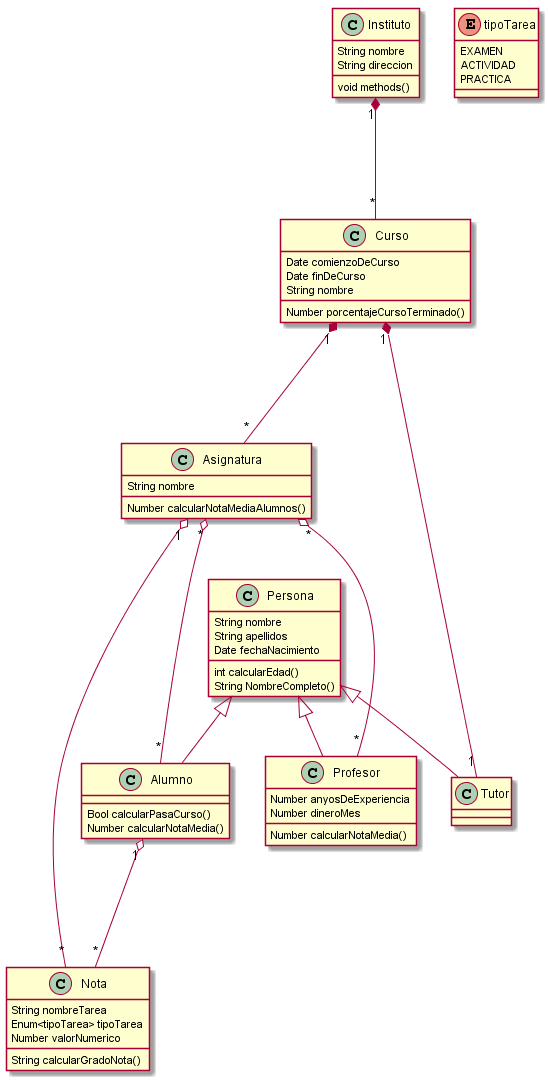 C Instituto
String nombre
String direccion
void methods()
E tipoTarea
EXAMEN
ACTIVIDAD
PRACTICA
1
*
C Curso
Date comienzoDeCurso
Date finDeCurso
String nombre
Number porcentajeCursoTerminado()
1
1
*
C Asignatura
String nombre
Number calcularNotaMediaAlumnos()
1
*
*
C Persona
String nombre
String apellidos
Date fechaNacimiento
int calcularEdad()
String NombreCompleto()
*
*
1
C Alumno
Bool calcularPasaCurso()
Number calcularNotaMedia()
C Profesor
Number anyosDeExperiencia
Number dineroMes
Number calcularNotaMedia()
C Tutor
1
*
*
C Nota
String nombreTarea
Enum<tipoTarea> tipoTarea
Number valorNumerico
String calcularGradoNota()